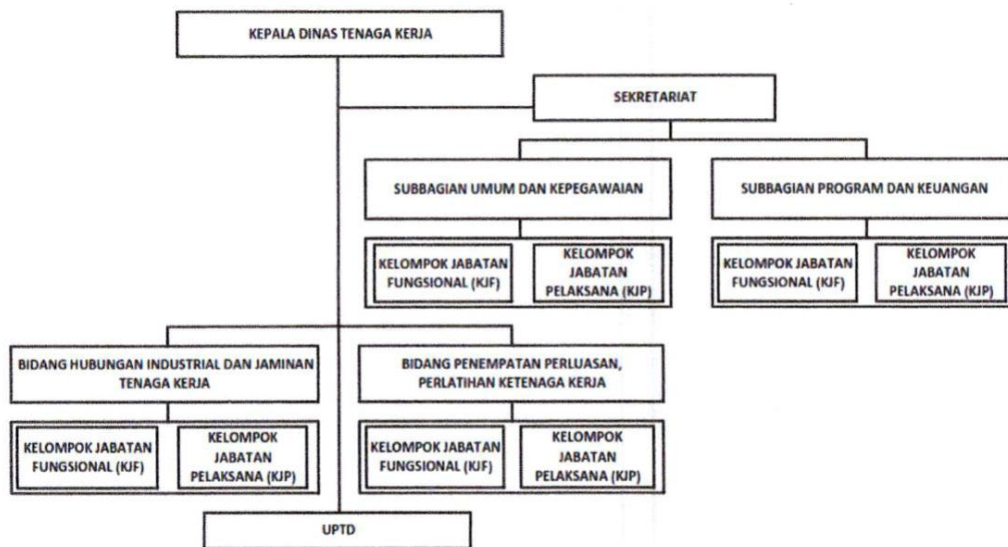 KEPALA DINAS TENAGA KERJA
SEKRETARIAT
SUBBAGIAN UMUM DAN KEPEGAWAIAN
SUBBAGIAN PROGRAM DAN KEUANGAN
KELOMPOK JABATAN
FUNGSIONAL (KJF)
KELOMPOK
JABATAN
PELAKSANA (KJP)
KELOMPOK JABATAN
FUNGSIONAL (KJF)
KELOMPOK
JABATAN
PELAKSANA (KJP)
BIDANG HUBUNGAN INDUSTRIAL DAN JAMINAN
TENAGA KERJA
BIDANG PENEMPATAN PERLUASAN,
PERLATIHAN KETENAGA KERJA
KELOMPOK JABATAN
FUNGSIONAL (KJF)
KELOMPOK
JABATAN
PELAKSANA (KJP)
KELOMPOK JABATAN
FUNGSIONAL (KJF)
KELOMPOK
JABATAN
PELAKSANA (KJP)
UPTD